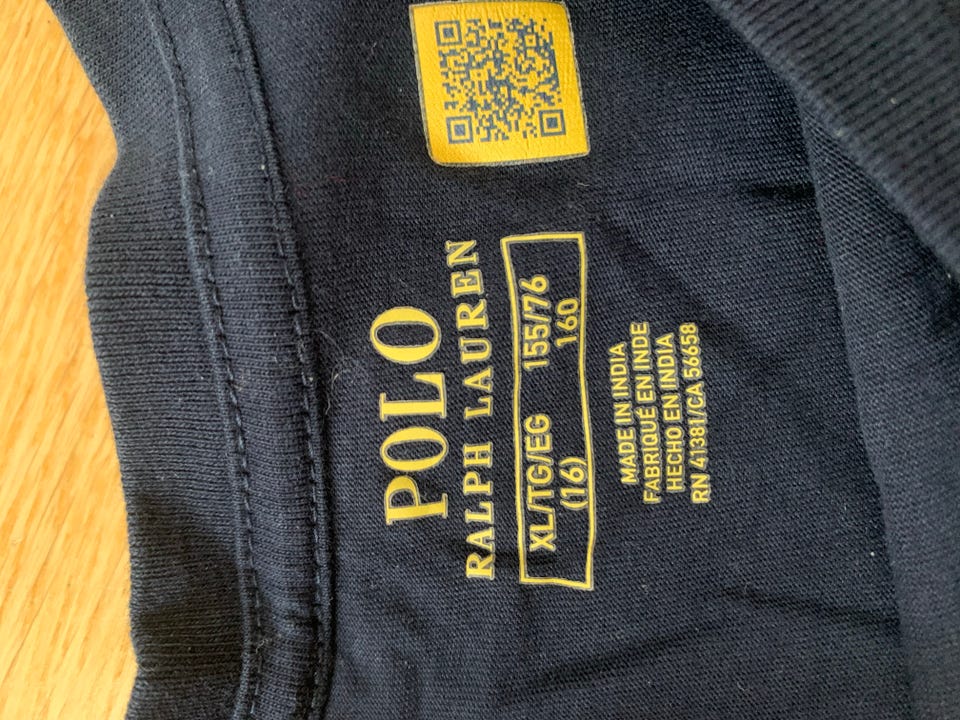 POLO
RALPH LAUREN
XL/TG/EG 155/76
(16) 160
MADE IN INDIA
FABRIQUÉ EN INDE
HECHO EN INDIA
RN 41381/CA 56658